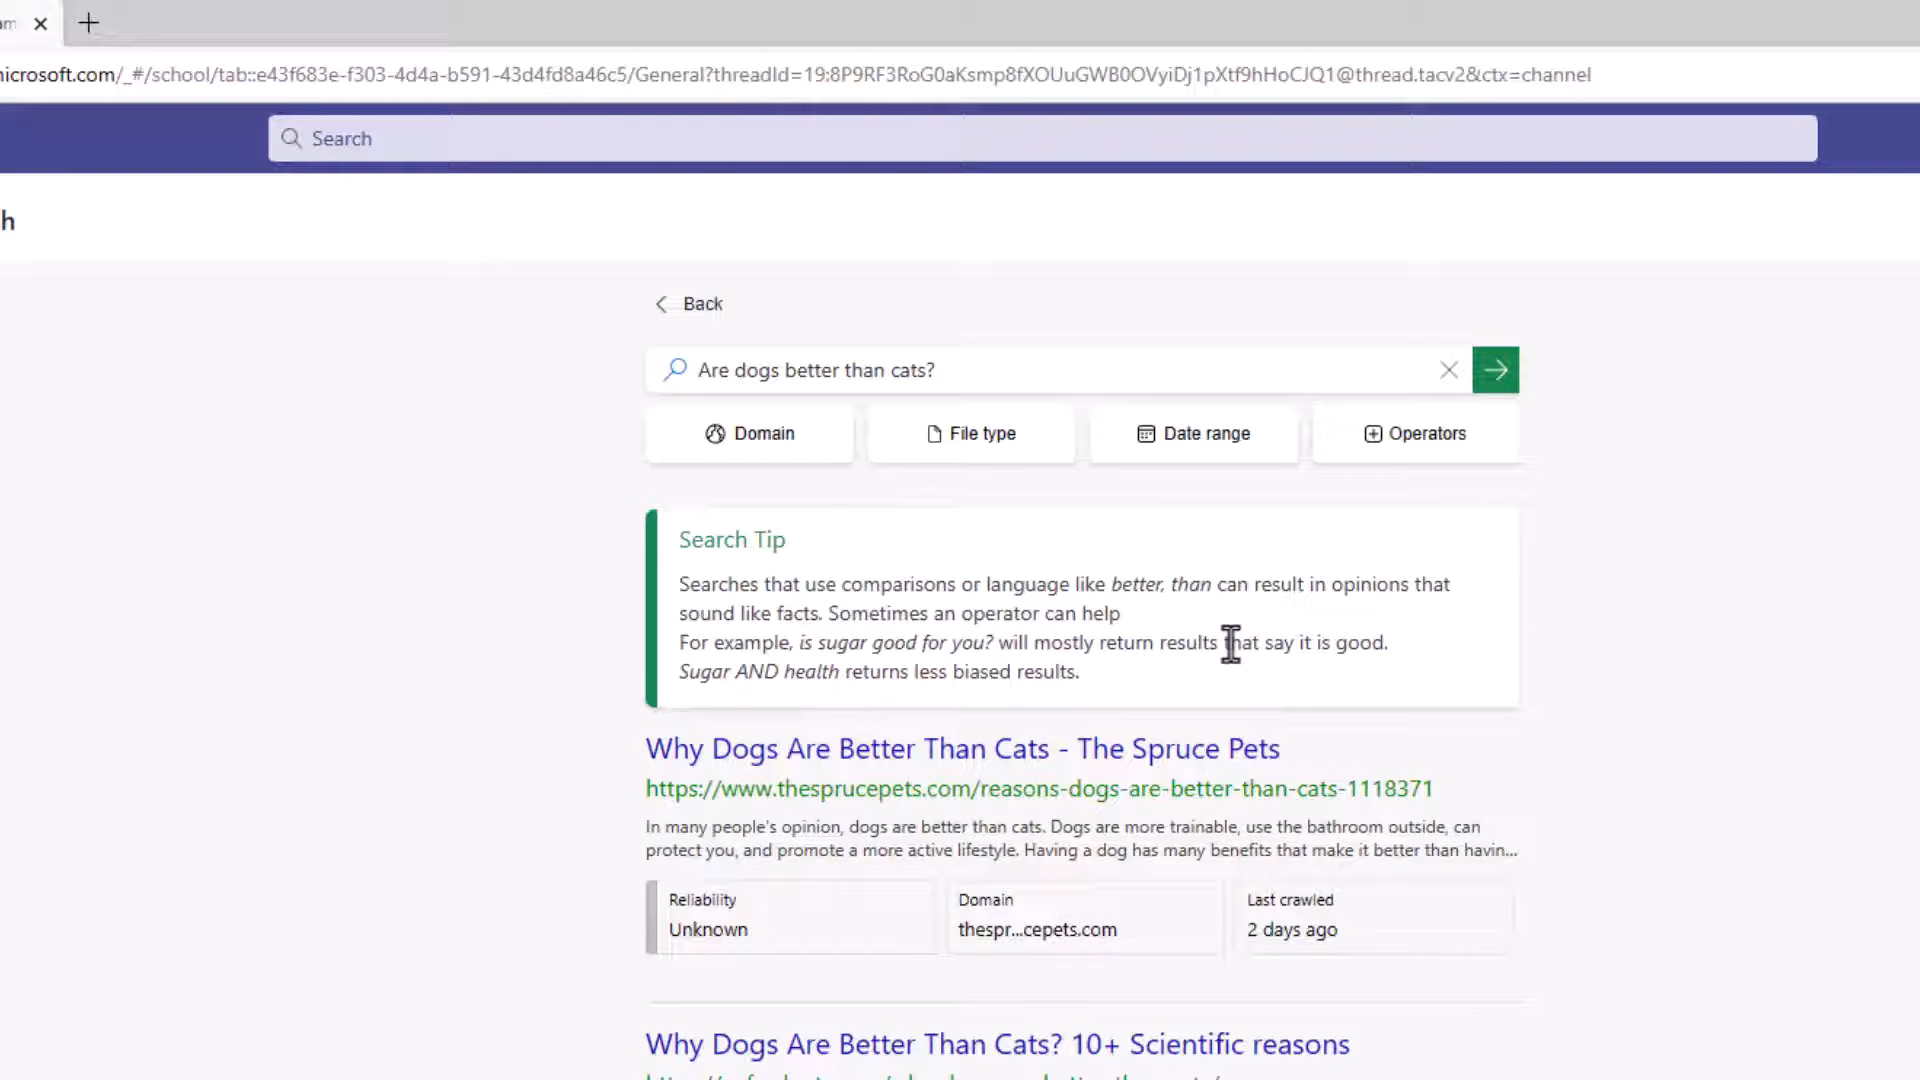 icrosoft.com/_#/school/tab::e43f683e-f303-4d4a-b591-43d4fd8a46c5/General?threadId=19:8P9RF3RoG0aKsmp8fXOUuGWB0OVyiDj1pXtf9hHoCJQ1@thread.tacv2&ctx=channel
Search
h
Back
Are dogs better than cats?
Domain File type Date range Operators
Search Tip
Searches that use comparisons or language like better, than can result in opinions that
sound like facts. Sometimes an operator can help
For example, is sugar good for you? will mostly return results that say it is good.
Sugar AND health returns less biased results.
Why Dogs Are Better Than Cats - The Spruce Pets
https://www.thesprucepets.com/reasons-dogs-are-better-than-cats-1118371
In many people's opinion, dogs are better than cats. Dogs are more trainable, use the bathroom outside, can
protect you, and promote a more active lifestyle. Having a dog has many benefits that make it better than havin...
Reliability Domain Last crawled
Unknown thespr...cepets.com 2 days ago
Why Dogs Are Better Than Cats? 10+ Scientific reasons